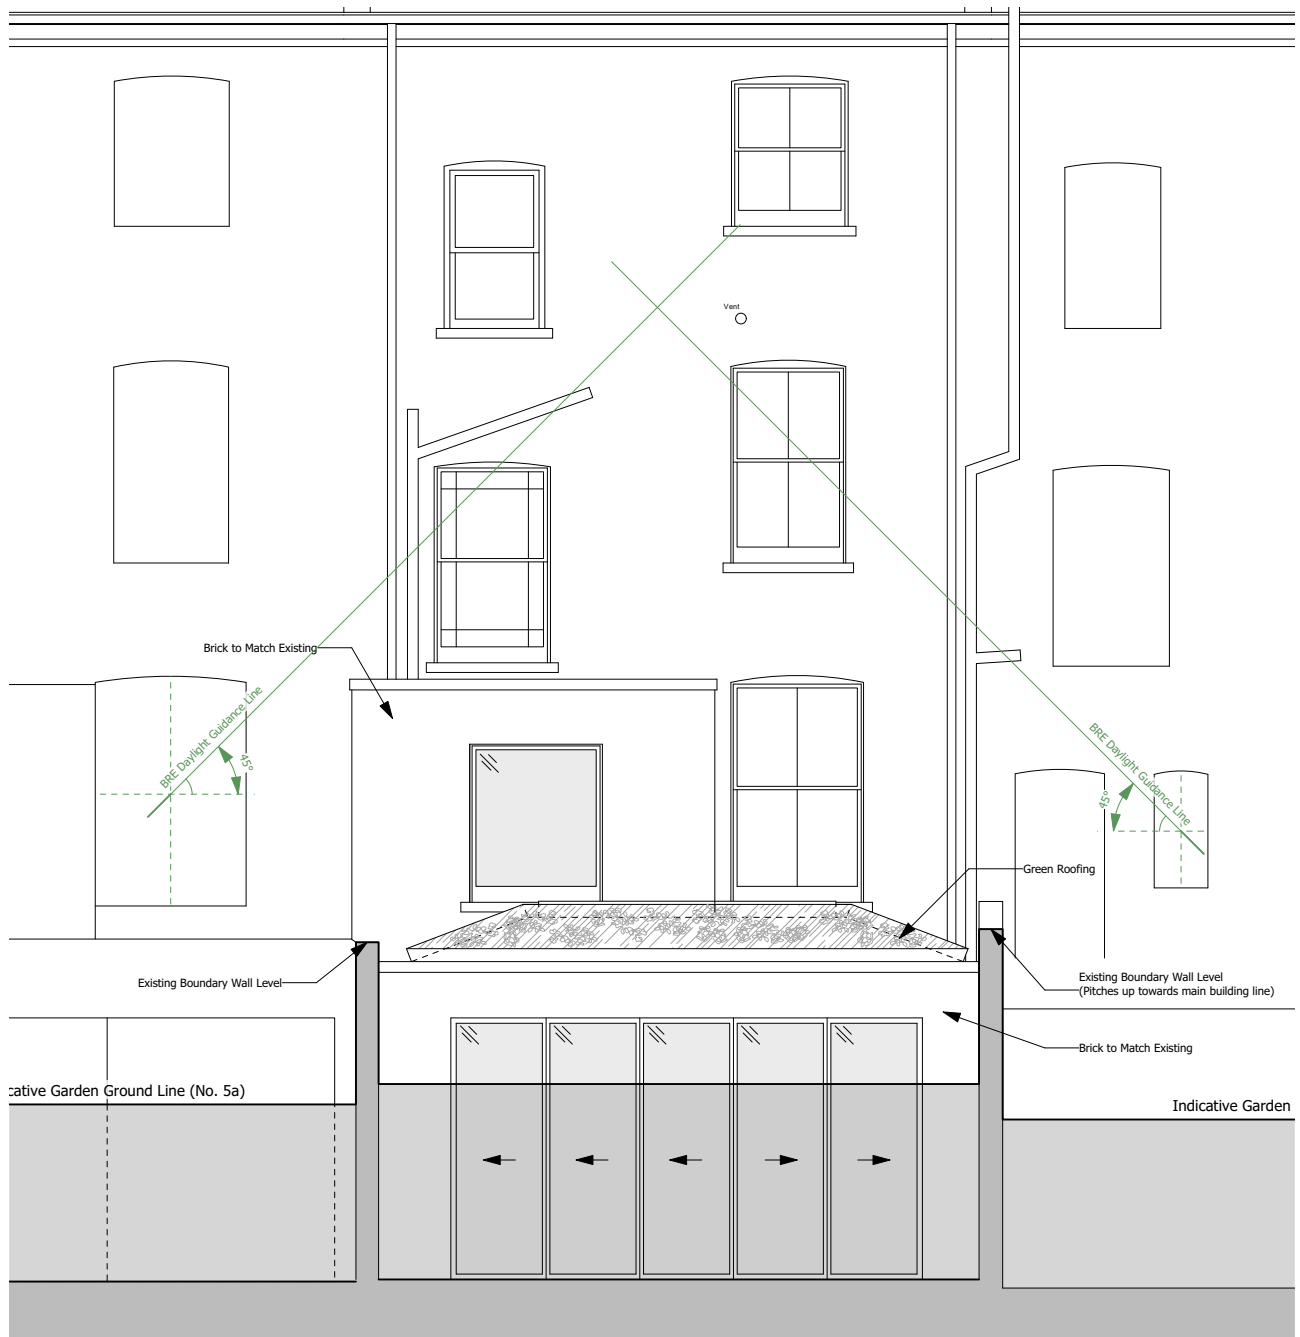 Vent
Brick to Match Existing
BRE Daylight Guidance Line
45°
BRE Daylight Guidance Line
45°
Green Roofing
Existing Boundary Wall Level
Existing Boundary Wall Level
(Pitches up towards main building line)
Brick to Match Existing
cative Garden Ground Line (No. 5a)
Indicative Garden